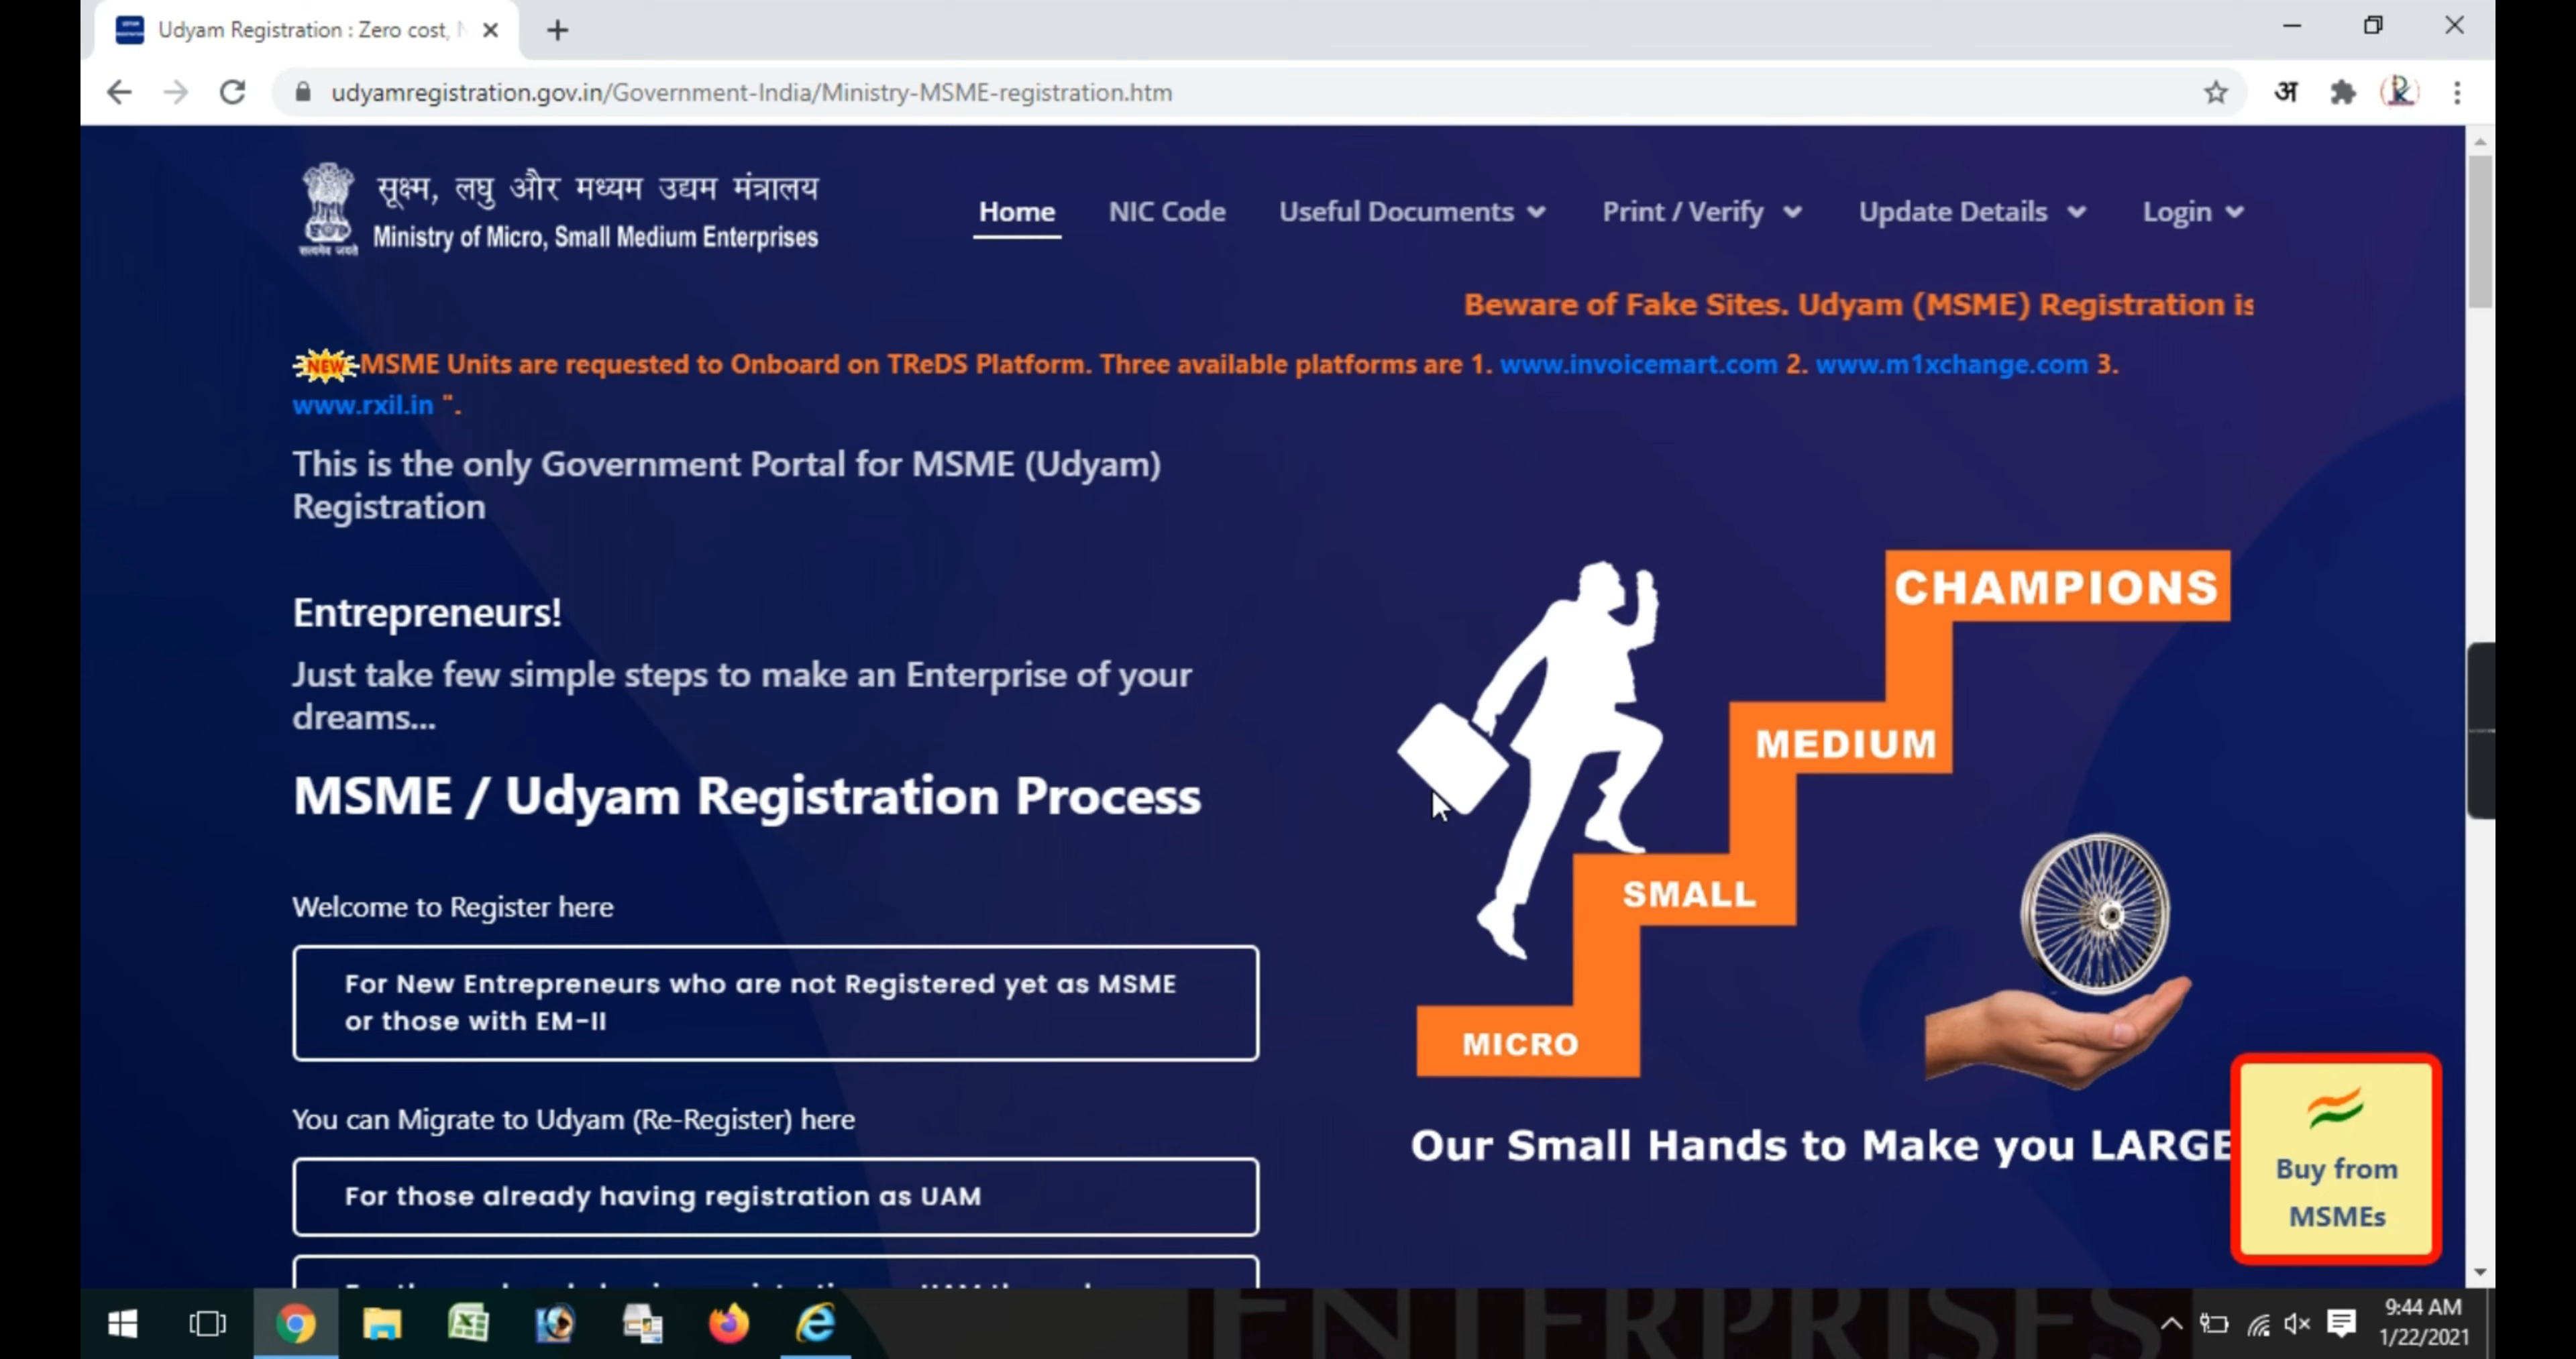 Udyam Registration : Zero cost,
udyamregistration.gov.in/Government-India/Ministry-MSME-registration.htm
अ
सूक्ष्म, लघु और मध्यम उद्यम मंत्रालय
Ministry of Micro, Small Medium Enterprises
सत्यमेव जयते
Home NIC Code Useful Documents Print / Verify Update Details Login
Beware of Fake Sites. Udyam (MSME) Registration is
NEW MSME Units are requested to Onboard on TReDS Platform. Three available platforms are 1. www.invoicemart.com 2. www.m1xchange.com 3.
www.rxil.in ".
This is the only Government Portal for MSME (Udyam)
Registration
Entrepreneurs!
Just take few simple steps to make an Enterprise of your
dreams...
MSME / Udyam Registration Process
Welcome to Register here
For New Entrepreneurs who are not Registered yet as MSME
or those with EM-II
You can Migrate to Udyam (Re-Register) here
For those already having registration as UAM
CHAMPIONS
MEDIUM
SMALL
MICRO
Our Small Hands to Make you LARGE
Buy from
MSMEs
ENTERPRISES
9:44 AM
1/22/2021